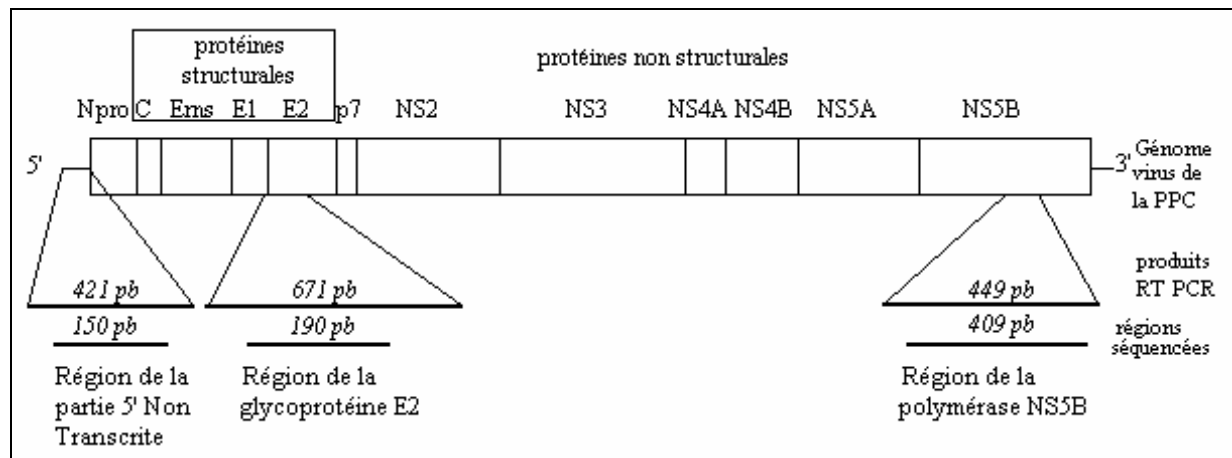 protéines
structurales
protéines non structurales
Npro C Erns E1 E2 p7 NS2 NS3 NS4A NS4B NS5A NS5B
5'
3'
Génome
virus de
la PPC
421 pb
671 pb
449 pb
produits
RT PCR
150 pb
190 pb
409 pb
régions
séquencées
Région de la
partie 5' Non
Transcrite
Région de la
glycoprotéine E2
Région de la
polymérase NS5B